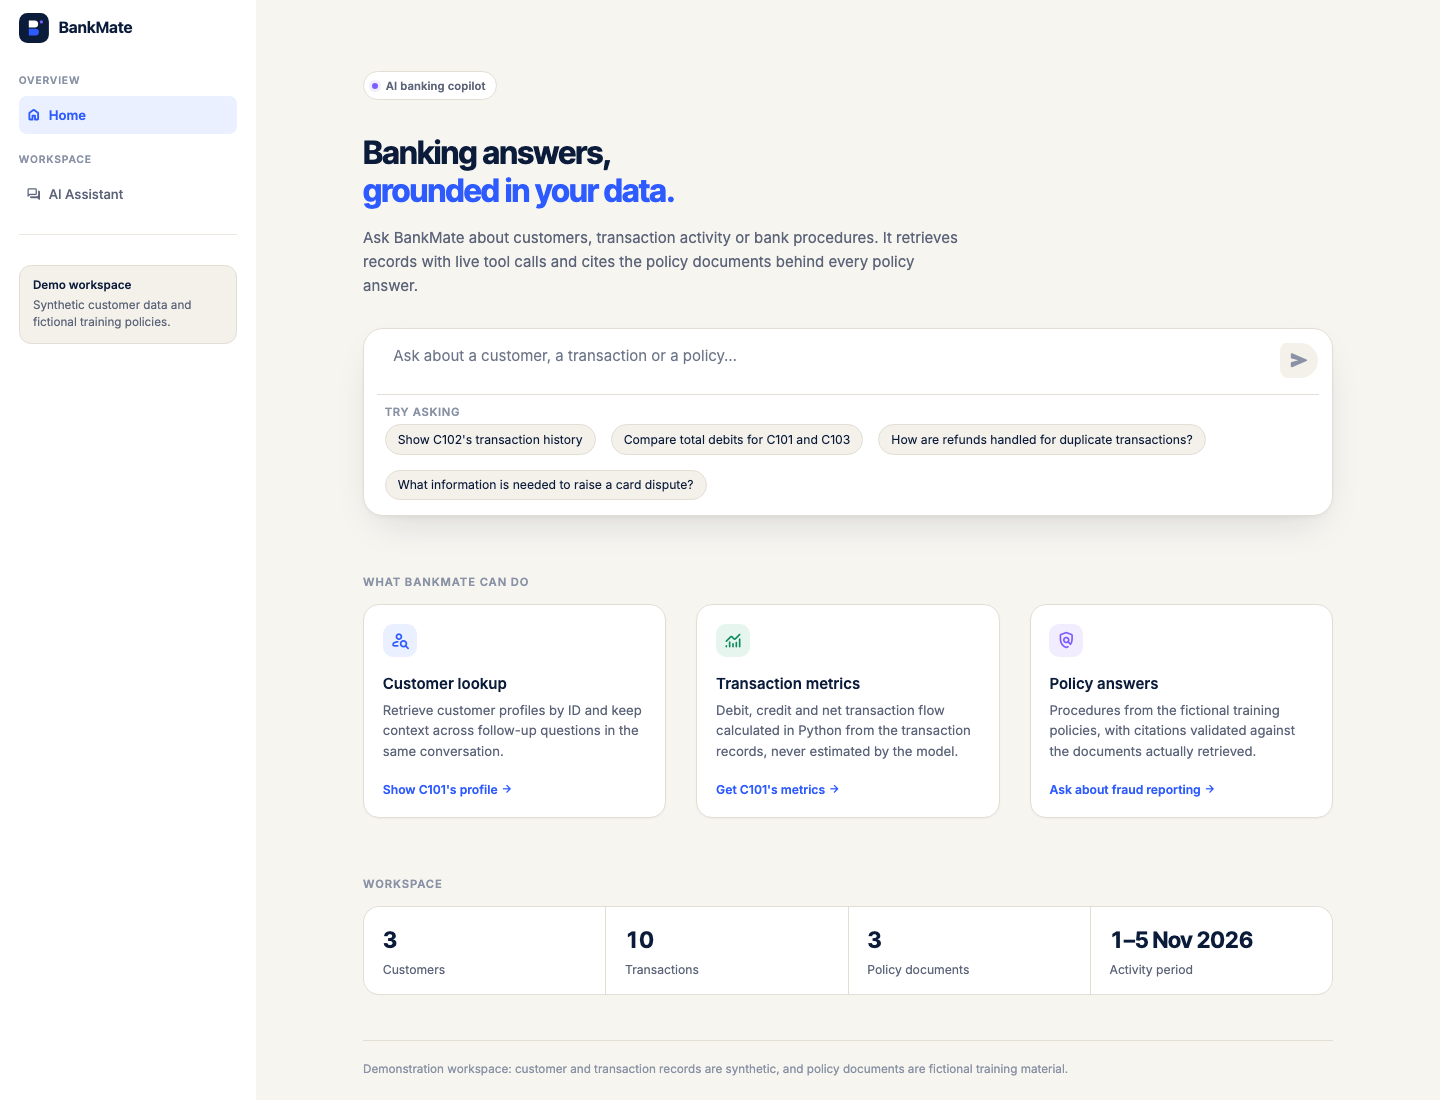 BankMate
OVERVIEW
Home
WORKSPACE
AI Assistant
Demo workspace
Synthetic customer data and
fictional training policies.
AI banking copilot
Banking answers,
grounded in your data.
Ask BankMate about customers, transaction activity or bank procedures. It retrieves
records with live tool calls and cites the policy documents behind every policy
answer.
Ask about a customer, a transaction or a policy...
TRY ASKING
Show C102's transaction history
Compare total debits for C101 and C103
How are refunds handled for duplicate transactions?
What information is needed to raise a card dispute?
WHAT BANKMATE CAN DO
Customer lookup
Retrieve customer profiles by ID and keep
context across follow-up questions in the
same conversation.
Show C101's profile →
Transaction metrics
Debit, credit and net transaction flow
calculated in Python from the transaction
records, never estimated by the model.
Get C101's metrics →
Policy answers
Procedures from the fictional training
policies, with citations validated against
the documents actually retrieved.
Ask about fraud reporting →
WORKSPACE
3
Customers
10
Transactions
3
Policy documents
1–5 Nov 2026
Activity period
Demonstration workspace: customer and transaction records are synthetic, and policy documents are fictional training material.